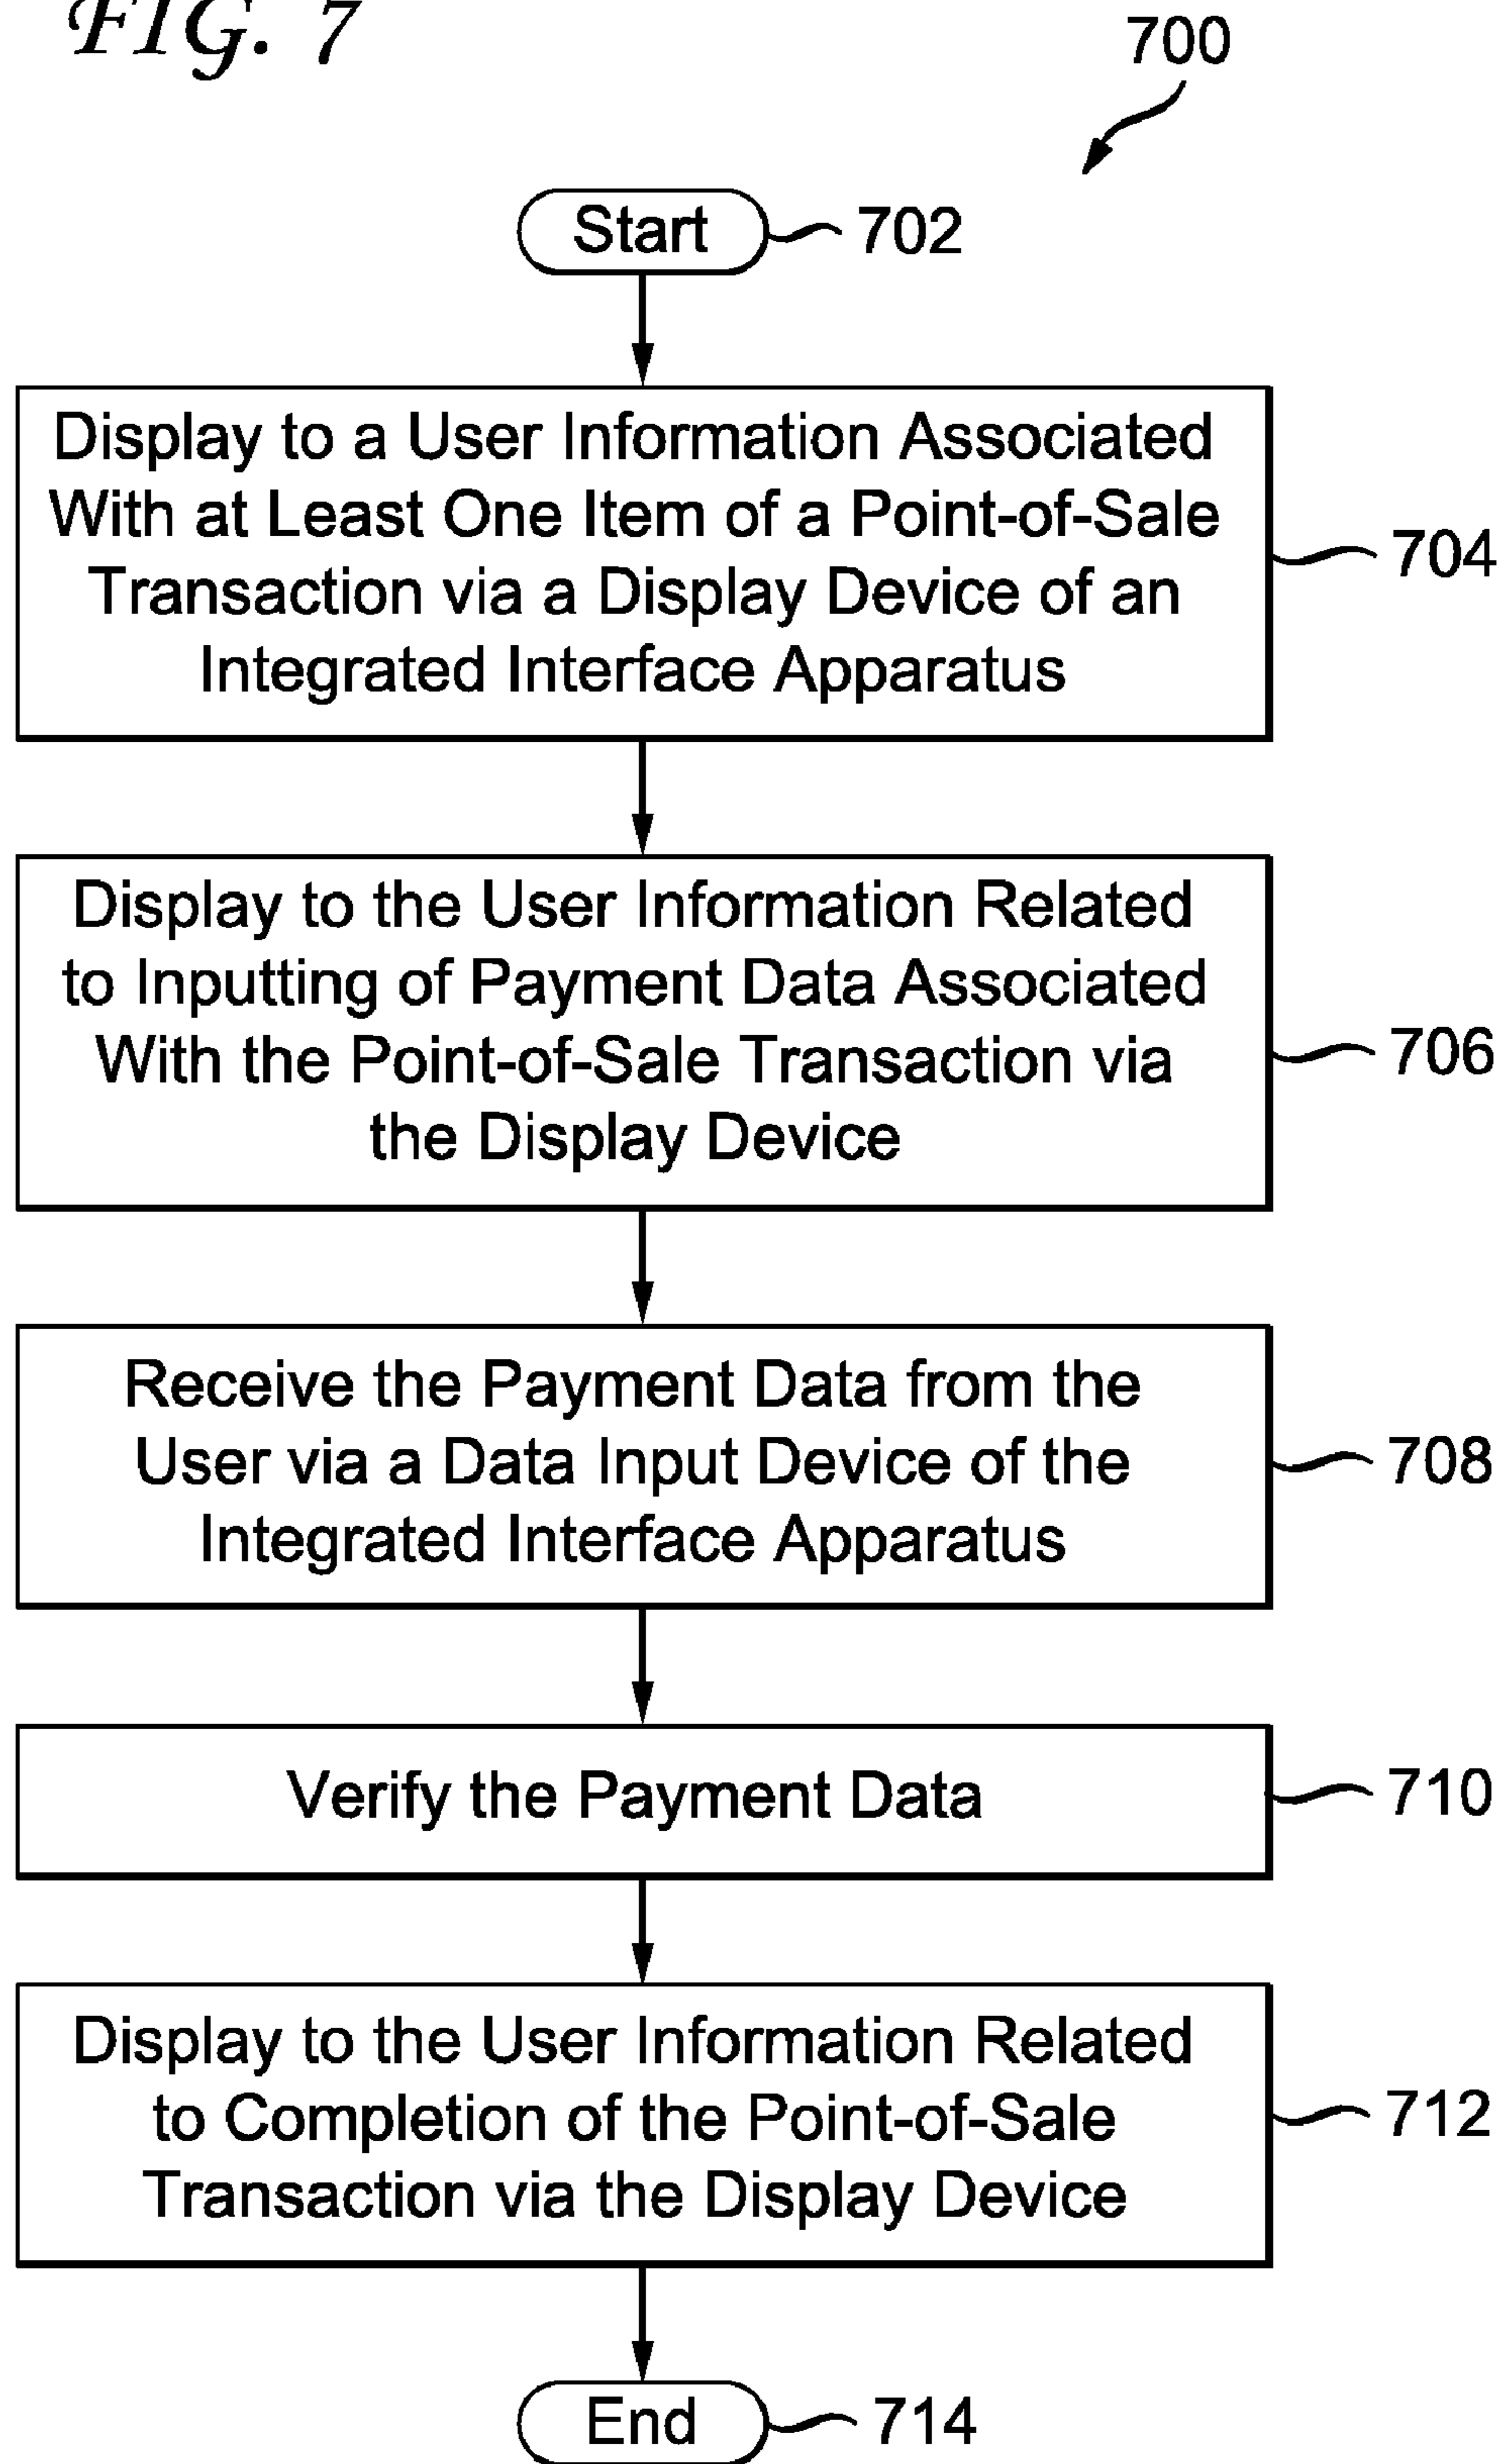 FIG. 7
700
Start
702
Display to a User Information Associated
With at Least One Item of a Point-of-Sale
Transaction via a Display Device of an
Integrated Interface Apparatus
704
Display to the User Information Related
to Inputting of Payment Data Associated
With the Point-of-Sale Transaction via
the Display Device
706
Receive the Payment Data from the
User via a Data Input Device of the
Integrated Interface Apparatus
708
Verify the Payment Data
710
Display to the User Information Related
to Completion of the Point-of-Sale
Transaction via the Display Device
712
End
714